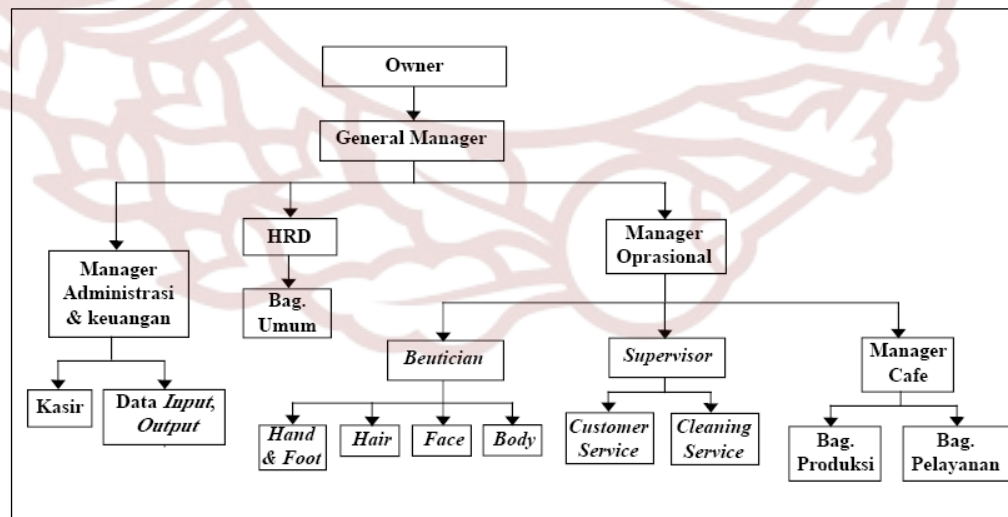 Owner
General Manager
HRD
Manager
Oprasional
Manager
Administrasi
& keuangan
Bag.
Umum
Beutician
Supervisor
Manager
Cafe
Kasir
Data Input,
Output
Hand
& Foot
Hair
Face
Body
Customer
Service
Cleaning
Service
Bag.
Produksi
Bag.
Pelayanan